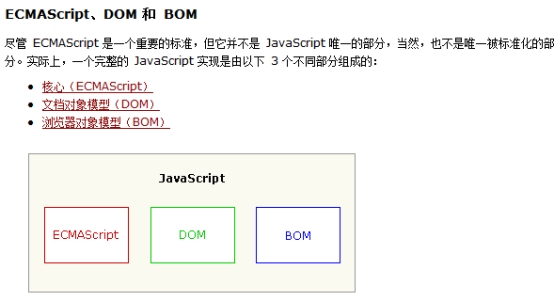 ECMAScript、DOM 和 BOM
尽管 ECMAScript 是一个重要的标准，但它并不是 JavaScript 唯一的部分，当然，也不是唯一被标准化的部
分。实际上，一个完整的 JavaScript 实现是由以下 3 个不同部分组成的：
• 核心（ECMAScript）
• 文档对象模型（DOM）
• 浏览器对象模型（BOM）
JavaScript
ECMAScript DOM BOM